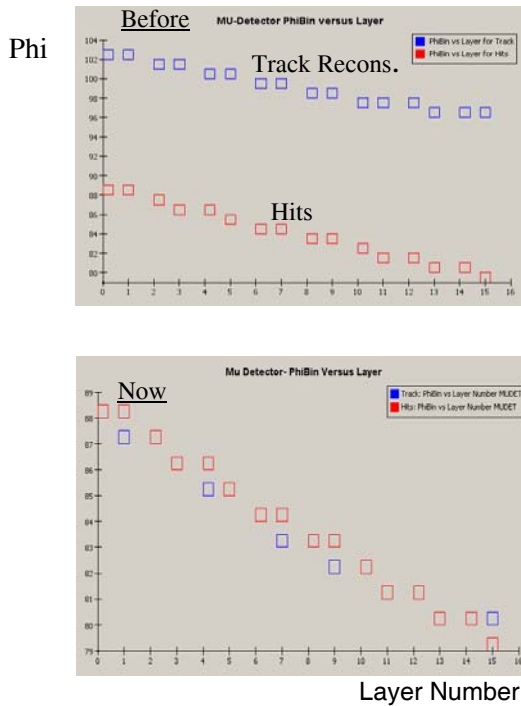 Before
MU-Detector PhiBin versus Layer
Phi
PhiBin vs Layer for Track
PhiBin vs Layer for Hits
Track Recons.
Hits
104
102
100
98
96
94
92
90
88
86
84
82
80
0 1 2 3 4 5 6 7 8 9 10 11 12 13 14 15 16
Mu Detector- PhiBin Versus Layer
Now
Track: PhiBin vs Layer Number MUDET
Hits: PhiBin vs Layer Number MUDET
89
88
87
86
85
84
83
82
81
80
79
0 1 2 3 4 5 6 7 8 9 10 11 12 13 14 15 16
Layer Number